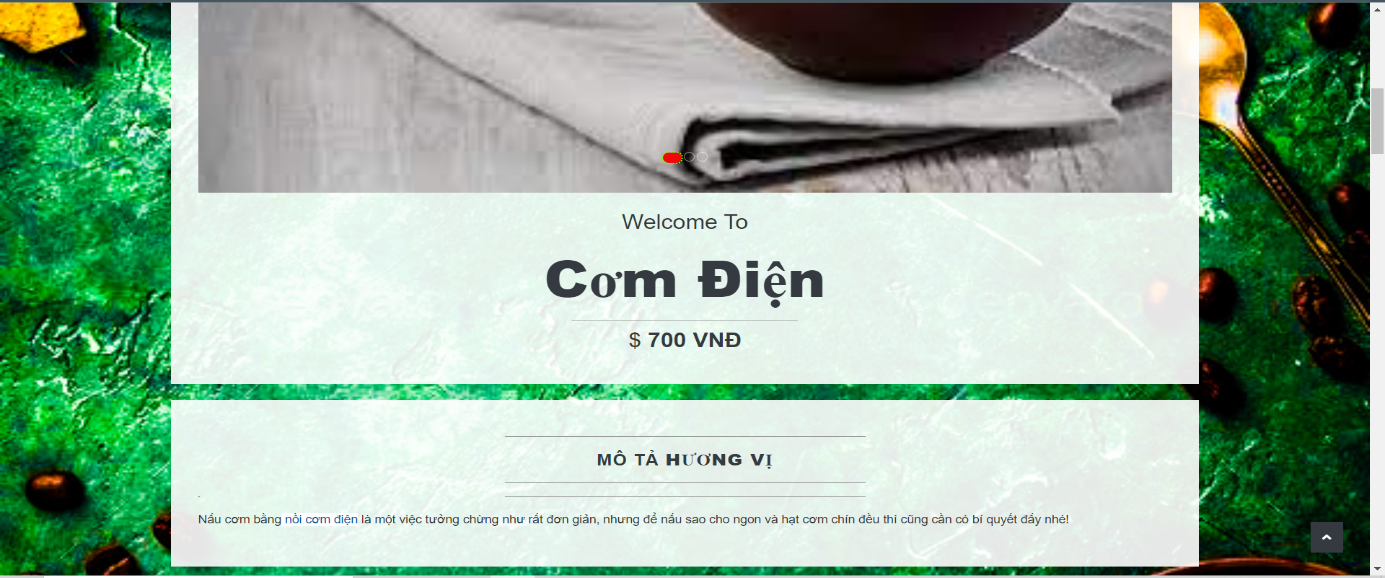 Welcome To
Cơm Điện
$ 700 VNĐ
MÔ TẢ HƯƠNG VỊ
Nấu cơm bằng nồi cơm điện là một việc tưởng chừng như rất đơn giản, nhưng để nấu sao cho ngon và hạt cơm chín đều thì cũng cần có bí quyết đấy nhé!